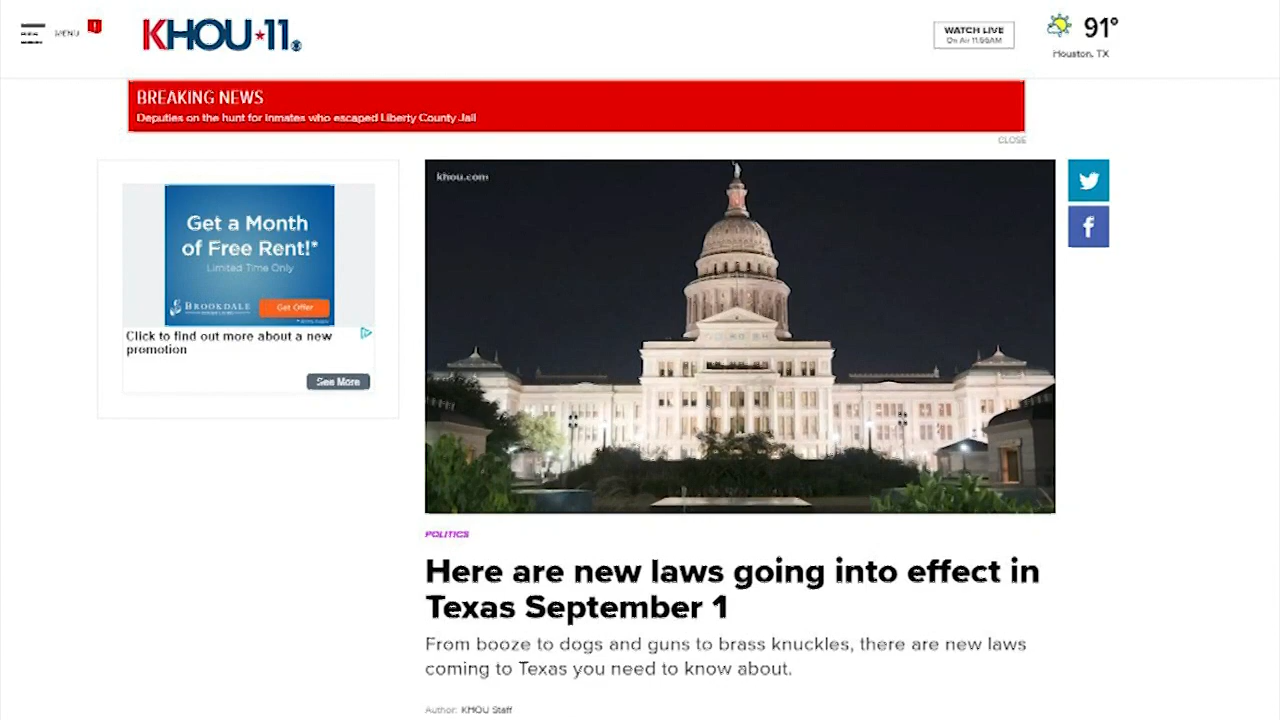 MENU
KHOU★11
WATCH LIVE
On Air 11:56AM
91°
Houston, TX
BREAKING NEWS
Deputies on the hunt for inmates who escaped Liberty County Jail
CLOSE
Get a Month
of Free Rent!*
Limited Time Only
BROOKDALE
Get Offer
Click to find out more about a new
promotion
See More
khou.com
POLITICS
Here are new laws going into effect in
Texas September 1
From booze to dogs and guns to brass knuckles, there are new laws
coming to Texas you need to know about.
Author: KHOU Staff